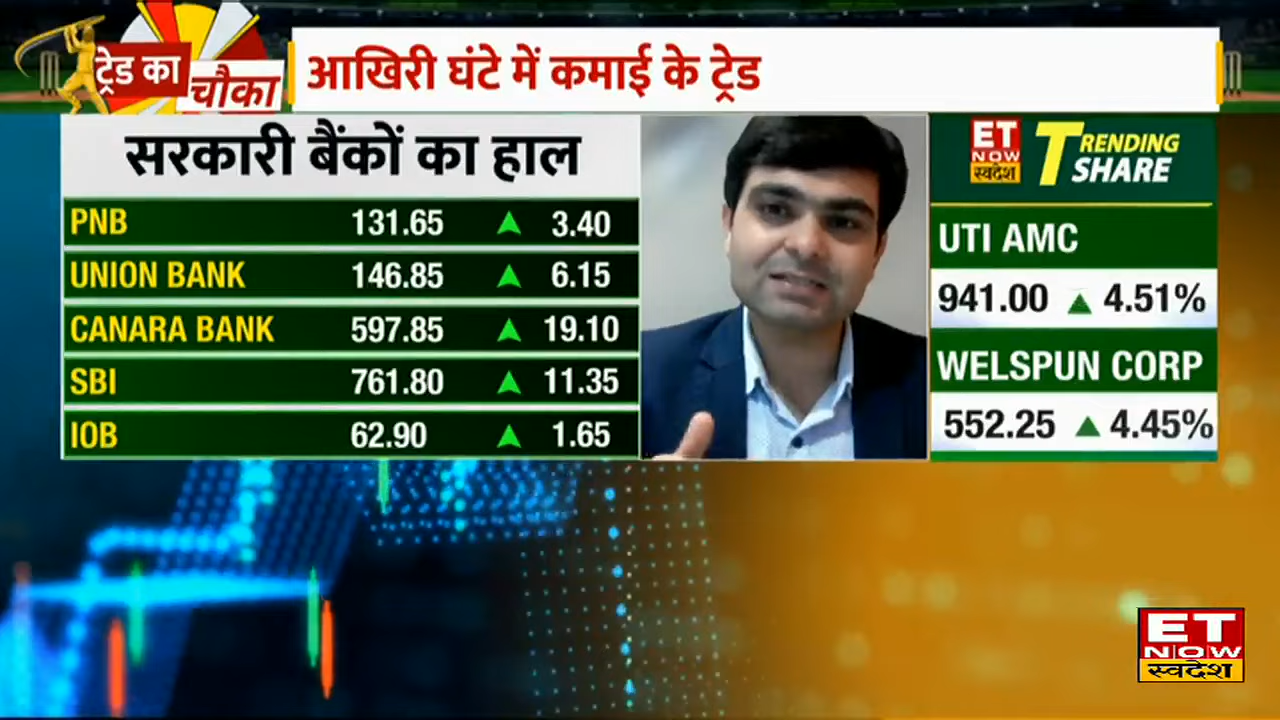 ट्रेड का
चौका
आखिरी घंटे में कमाई के ट्रेड
सरकारी बैंकों का हाल
PNB 131.65 ▲ 3.40
UNION BANK 146.85 ▲ 6.15
CANARA BANK 597.85 ▲ 19.10
SBI 761.80 ▲ 11.35
IOB 62.90 ▲ 1.65
ET NOW स्वदेश
TRENDING SHARE
UTI AMC
941.00 ▲ 4.51%
WELSPUN CORP
552.25 ▲ 4.45%
ET
NOW
स्वदेश